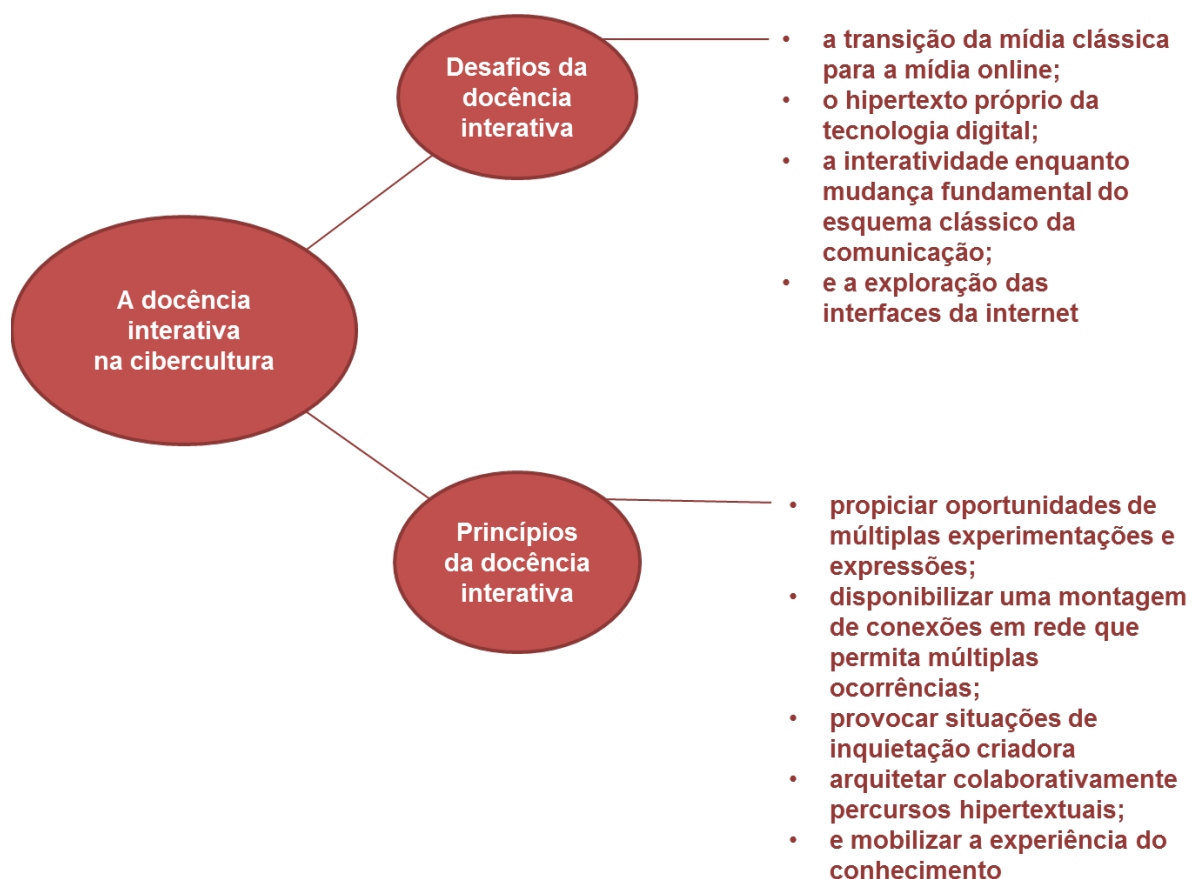 Desafios da
docência
interativa
• a transição da mídia clássica
para a mídia online;
• o hipertexto próprio da
tecnologia digital;
• a interatividade enquanto
mudança fundamental do
esquema clássico da
comunicação;
• e a exploração das
interfaces da internet
A docência
interativa
na cibercultura
Princípios
da docência
interativa
• propiciar oportunidades de
múltiplas experimentações e
expressões;
• disponibilizar uma montagem
de conexões em rede que
permita múltiplas
ocorrências;
• provocar situações de
inquietação criadora
• arquitetar colaborativamente
percursos hipertextuais;
• e mobilizar a experiência do
conhecimento